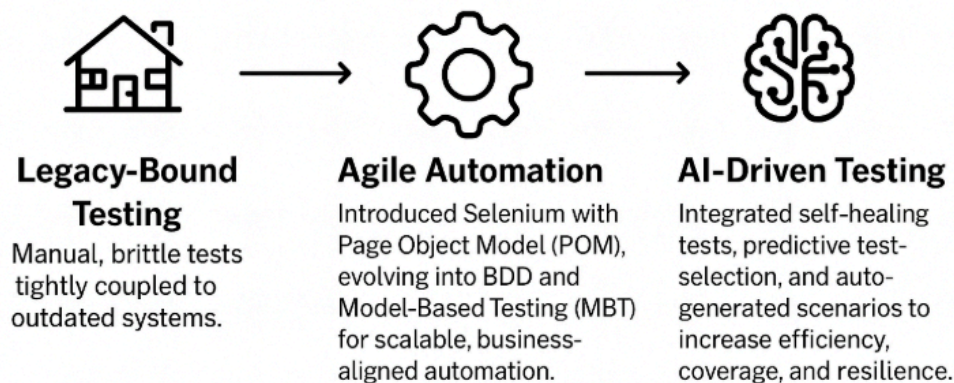 Legacy-Bound
Testing
Manual, brittle tests
tightly coupled to
outdated systems.
Agile Automation
Introduced Selenium with
Page Object Model (POM),
evolving into BDD and
Model-Based Testing (MBT)
for scalable, business-
aligned automation.
AI-Driven Testing
Integrated self-healing
tests, predictive test-
selection, and auto-
generated scenarios to
increase efficiency,
coverage, and resilience.